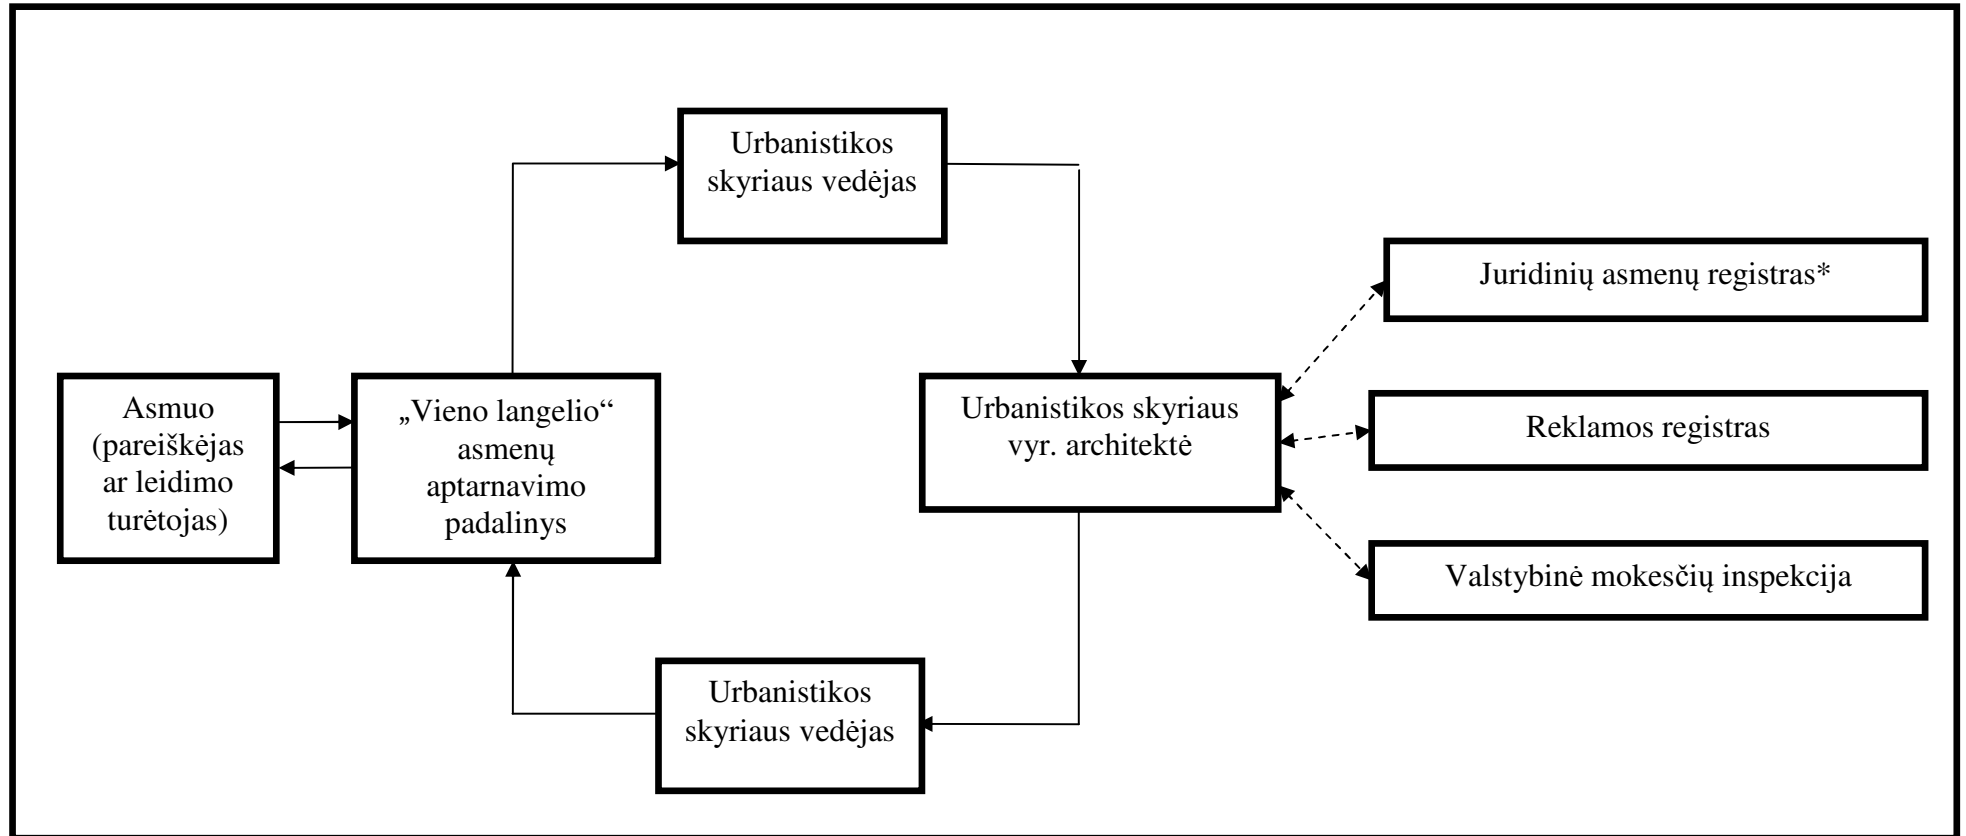 Urbanistikos
skyriaus vedėjas
Juridinių asmenų registras*
Asmuo
(pareiškėjas
ar leidimo
turėtojas)
„Vieno langelio“
asmenų
aptarnavimo
padalinys
Urbanistikos skyriaus
vyr. architektė
Reklamos registras
Valstybinė mokesčių inspekcija
Urbanistikos
skyriaus vedėjas